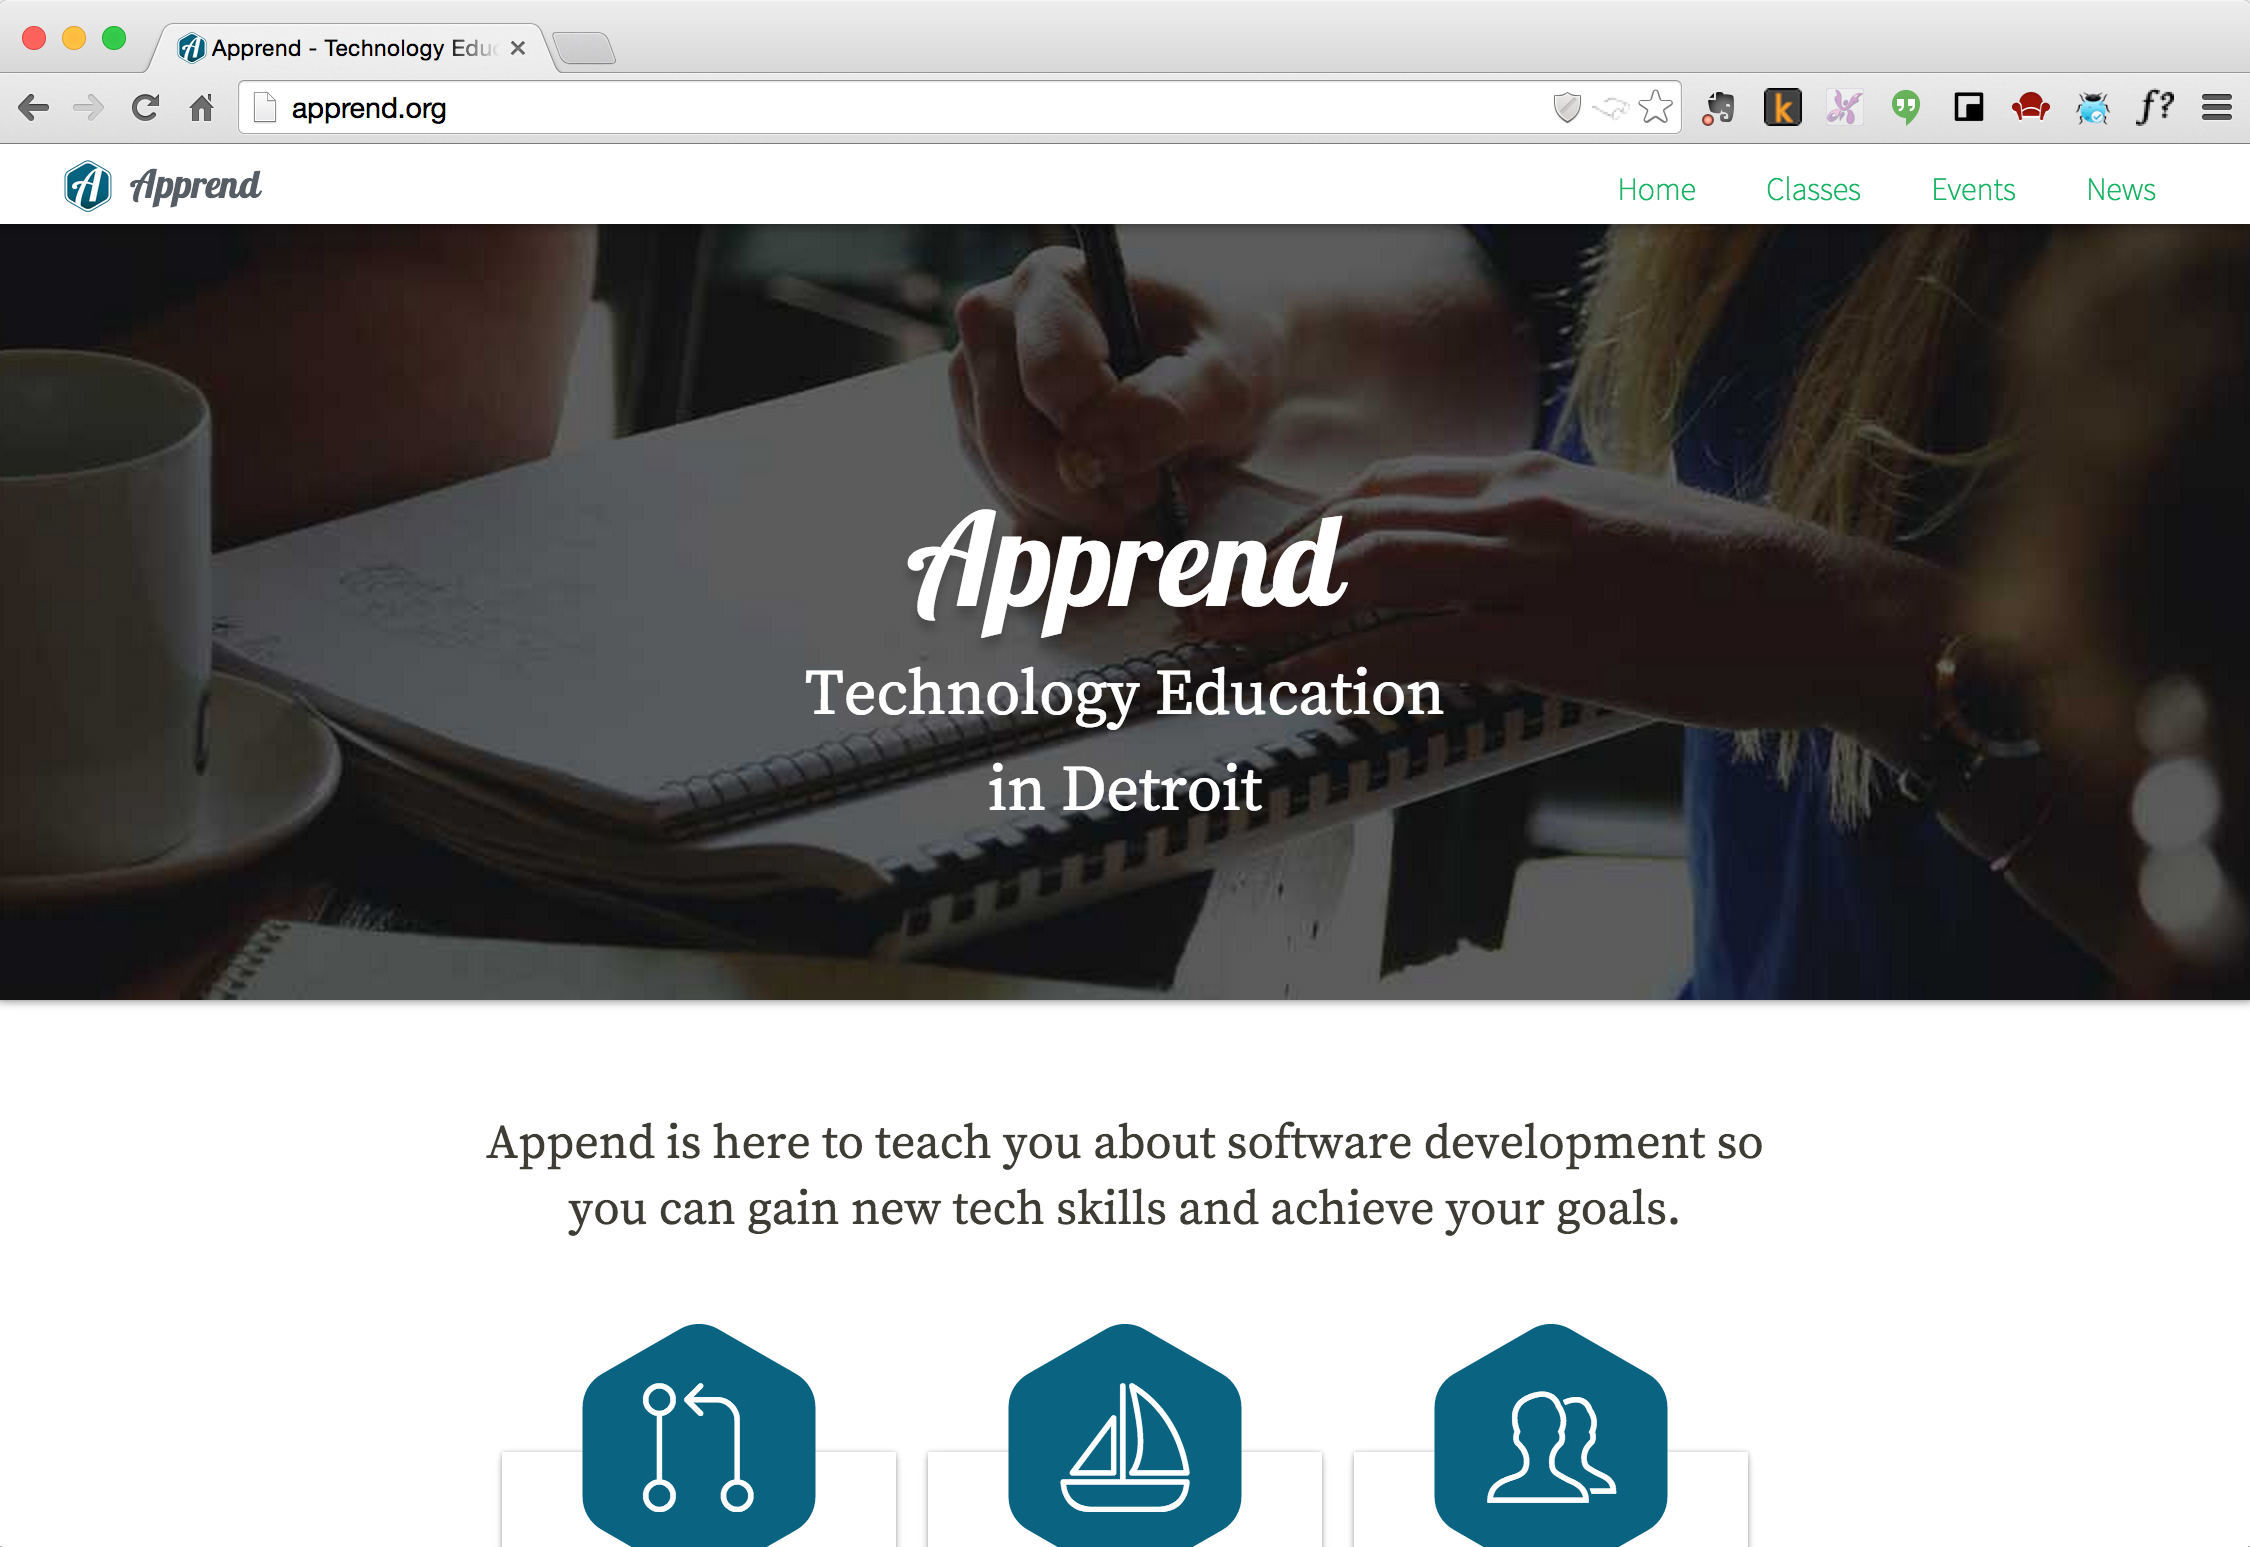 Apprend - Technology Educ
apprend.org
Apprend
Home Classes Events News
Apprend
Technology Education
in Detroit
Append is here to teach you about software development so
you can gain new tech skills and achieve your goals.